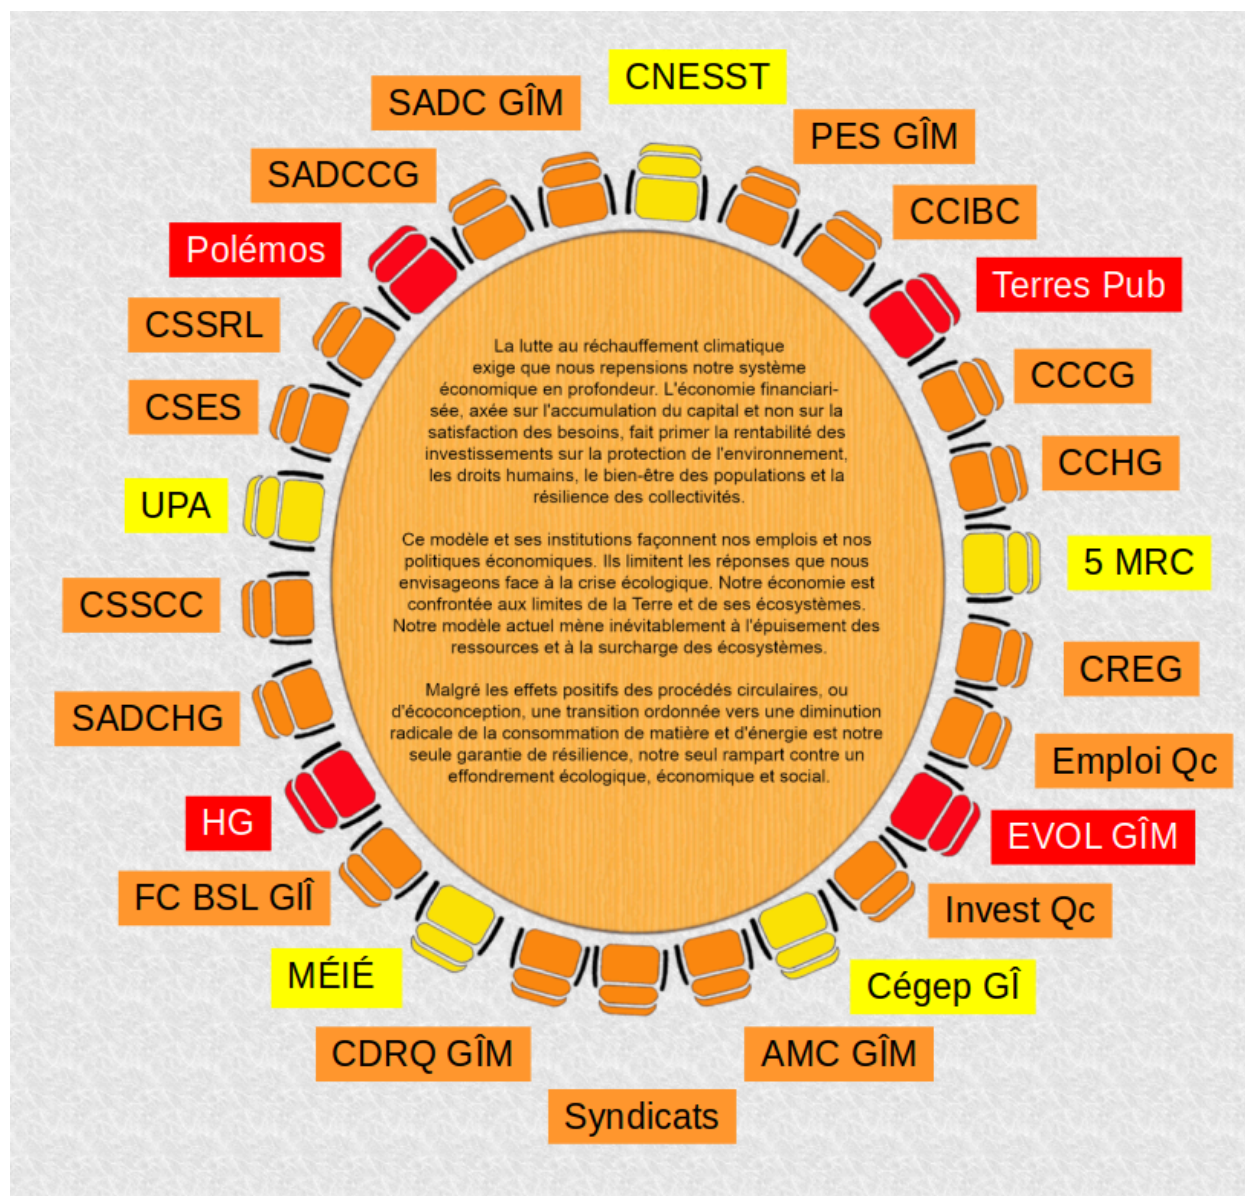 CNESST
SADC GÎM
PES GÎM
SADCCG
CCIBC
Polémos
Terres Pub
CSSRL
CCCG
CSES
CCHG
UPA
5 MRC
CSSCC
CREG
SADCHG
Emploi Qc
HG
EVOL GÎM
FC BSL GIÎ
Invest Qc
MÉIÉ
Cégep GÎ
CDRQ GÎM
AMC GÎM
Syndicats
La lutte au réchauffement climatique
exige que nous repensions notre système
économique en profondeur. L'économie financiari-
sée, axée sur l'accumulation du capital et non sur la
satisfaction des besoins, fait primer la rentabilité des
investissements sur la protection de l'environnement,
les droits humains, le bien-être des populations et la
résilience des collectivités.
Ce modèle et ses institutions façonnent nos emplois et nos
politiques économiques. Ils limitent les réponses que nous
envisageons face à la crise écologique. Notre économie est
confrontée aux limites de la Terre et de ses écosystèmes.
Notre modèle actuel mène inévitablement à l'épuisement des
ressources et à la surcharge des écosystèmes.
Malgré les effets positifs des procédés circulaires, ou
d'écoconception, une transition ordonnée vers une diminution
radicale de la consommation de matière et d'énergie est notre
seule garantie de résilience, notre seul rampart contre un
effondrement écologique, économique et social.